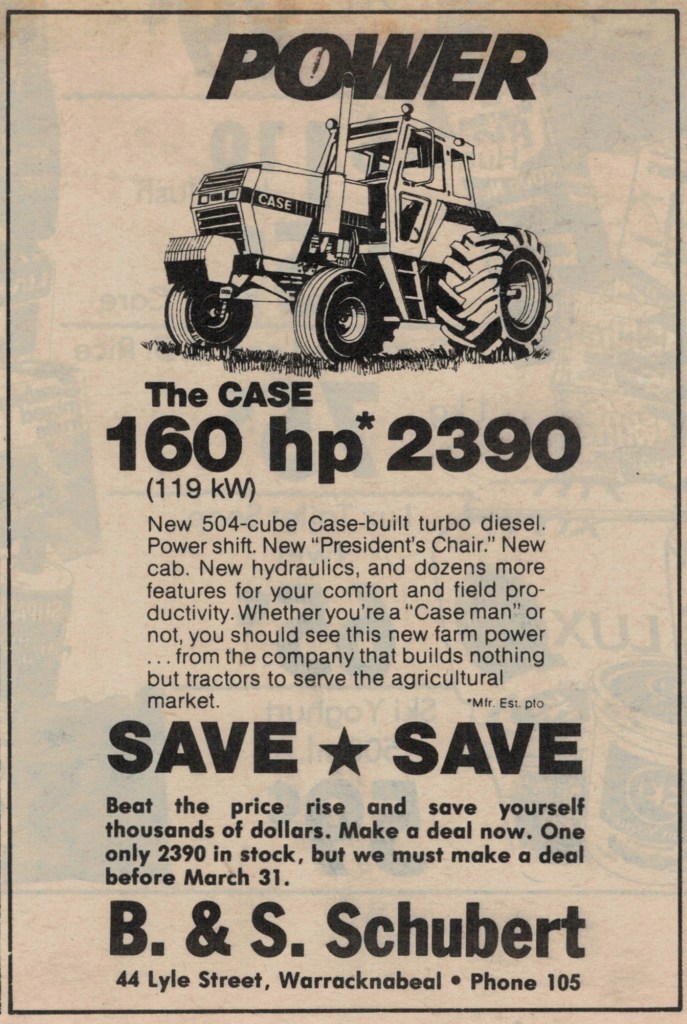 POWER
CASE
The CASE
160 hp* 2390
(119 kW)
New 504-cube Case-built turbo diesel.
Power shift. New "President's Chair." New
cab. New hydraulics, and dozens more
features for your comfort and field pro-
ductivity. Whether you're a "Case man" or
not, you should see this new farm power
... from the company that builds nothing
but tractors to serve the agricultural
market. *Mfr. Est. pto
SAVE ★ SAVE
Beat the price rise and save yourself
thousands of dollars. Make a deal now. One
only 2390 in stock, but we must make a deal
before March 31.
B. & S. Schubert
44 Lyle Street, Warracknabeal • Phone 105